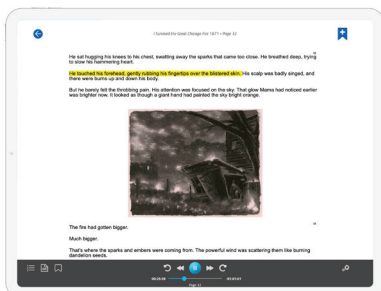 I Survived the Great Chicago Fire 1871 - Page 32
He sat hugging his knees to his chest, swatting away the sparks that came too close. He breathed deep, trying
to slow his hammering heart.
He touched his forehead, gently rubbing his fingertips over the blistered skin. His scalp was badly singed, and
there were burns up and down his body.
But he barely felt the throbbing pain. His attention was focused on the sky. That glow Mama had noticed earlier
was brighter now. It looked as though a giant hand had painted the sky bright orange.
The fire had gotten bigger.
Much bigger.
That's where the sparks and embers were coming from. The powerful wind was scattering them like burning
dandelion seeds.
Page 32